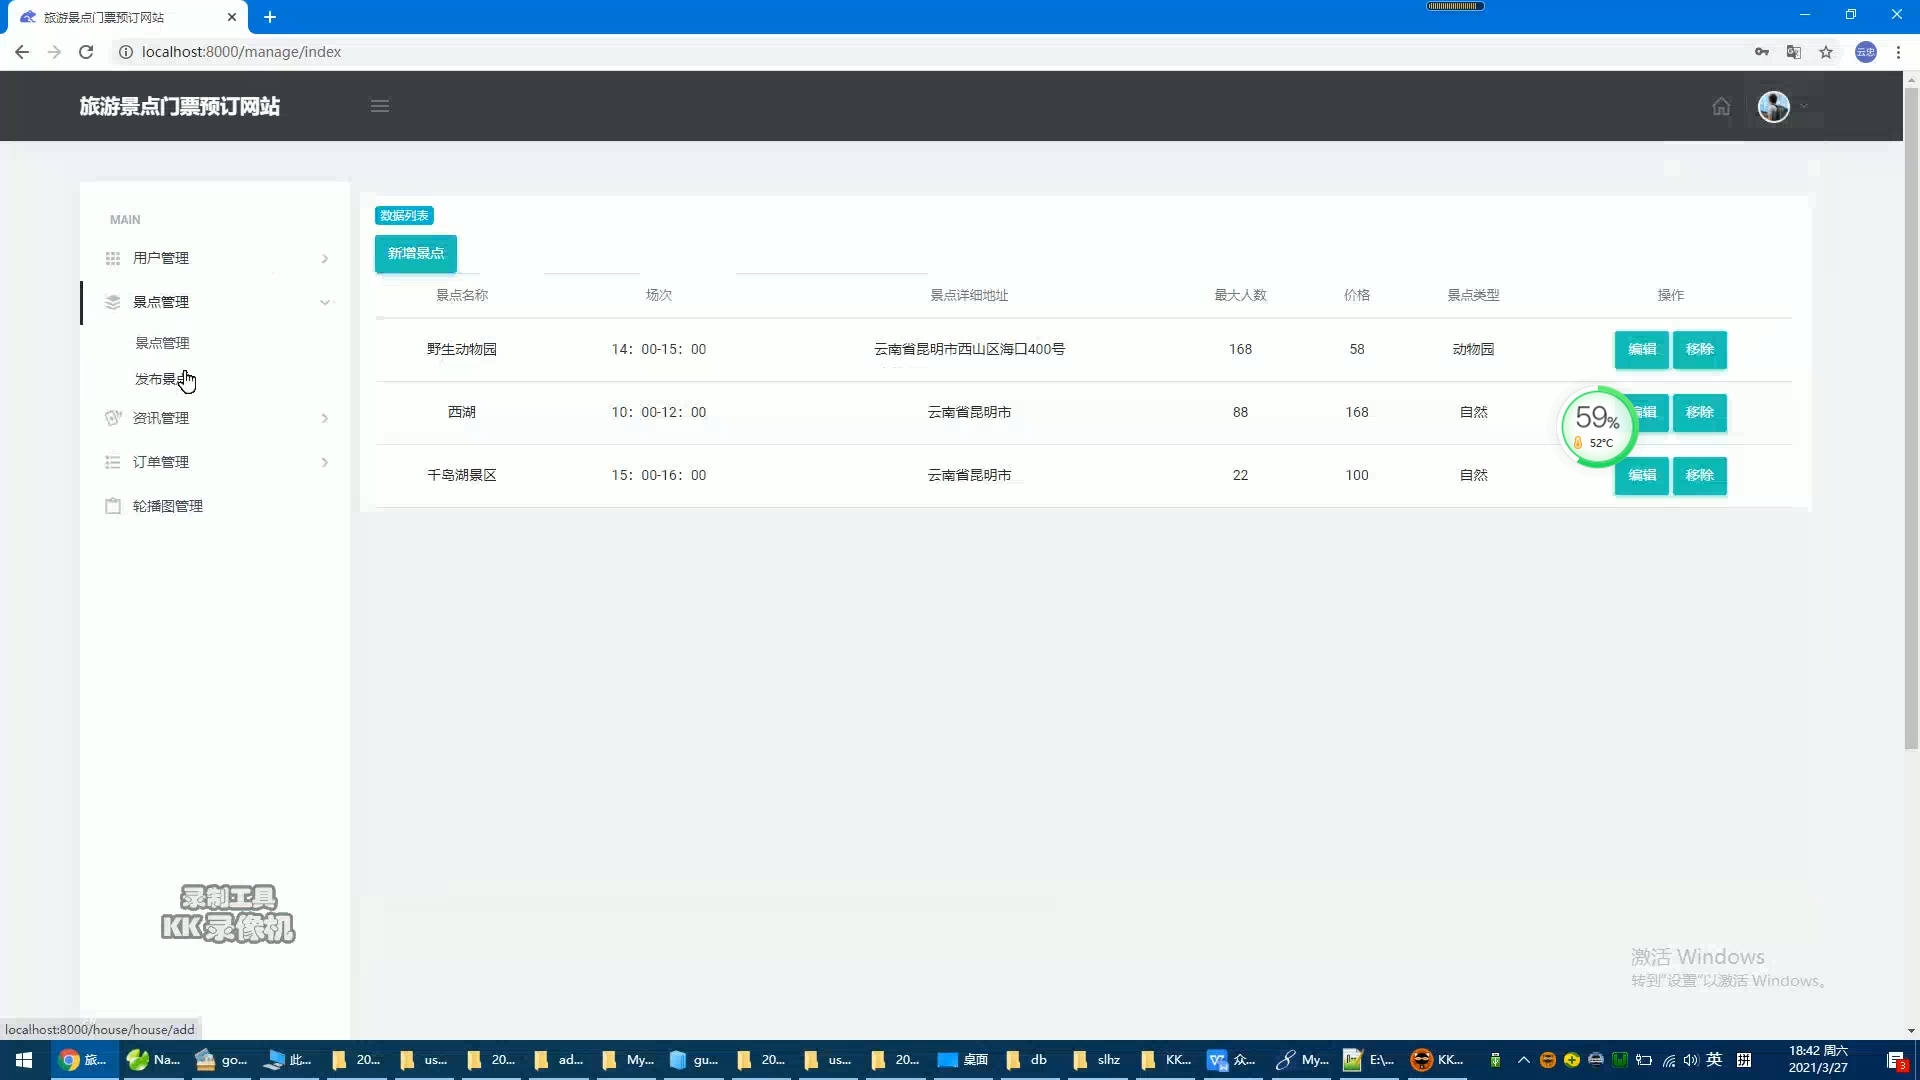 旅游景点门票预订网站
localhost:8000/manage/index
云忠
旅游景点门票预订网站
MAIN
用户管理
景点管理
景点管理
发布景点
资讯管理
订单管理
轮播图管理
数据列表
新增景点
景点名称 场次 景点详细地址 最大人数 价格 景点类型 操作
野生动物园 14：00-15：00 云南省昆明市西山区海口400号 168 58 动物园 编辑 移除
西湖 10：00-12：00 云南省昆明市 88 168 自然 编辑 移除
千岛湖景区 15：00-16：00 云南省昆明市 22 100 自然 编辑 移除
59%
52°C
录制工具
KK录像机
激活 Windows
转到"设置"以激活 Windows。
localhost:8000/house/house/add
旅... Na... go... 此... 20... us... 20... ad... My... gu... 20... us... 20... 桌面 db slhz KK... 众... My... E:\... KK... 英 拼
18:42 周六
2021/3/27
3